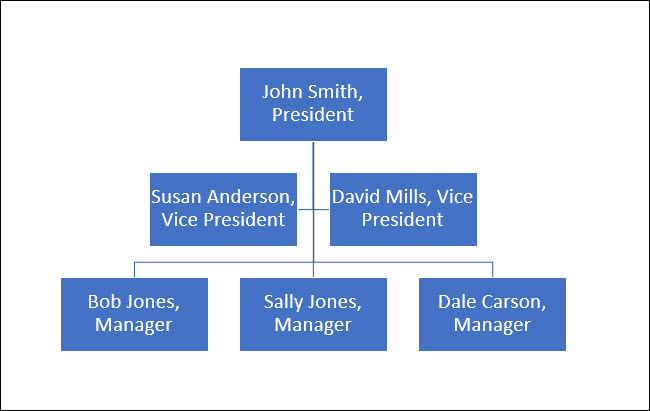 John Smith,
President
Susan Anderson,
Vice President
David Mills, Vice
President
Bob Jones,
Manager
Sally Jones,
Manager
Dale Carson,
Manager